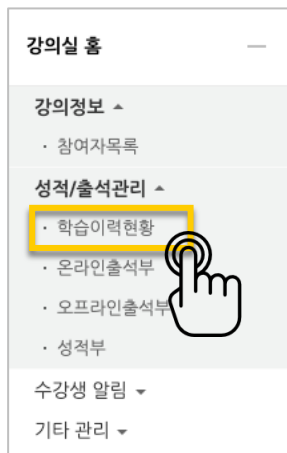 강의실 홈
강의정보
· 참여자목록
성적/출석관리
· 학습이력현황
· 온라인출석부
· 오프라인출석부
· 성적부
수강생 알림
기타 관리